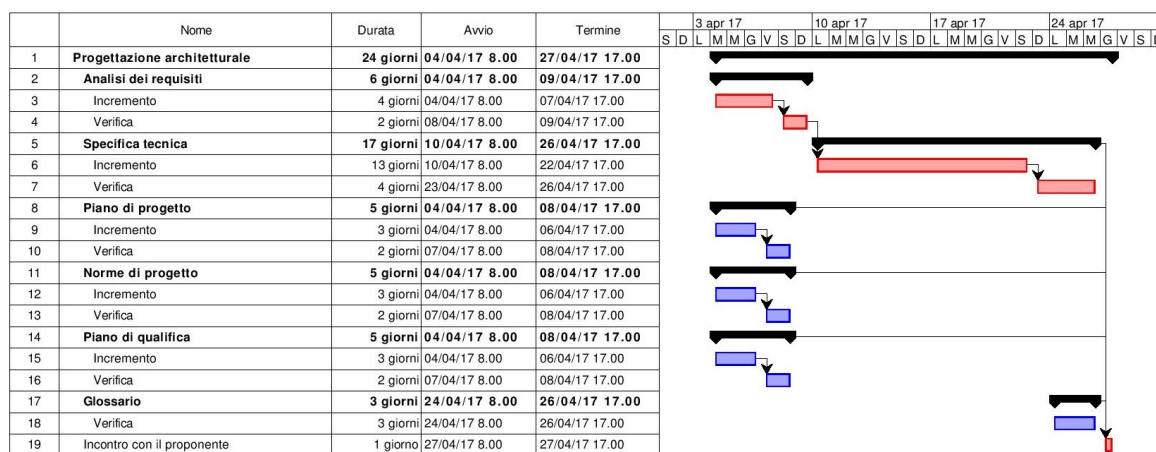 Nome Durata Avvio Termine
3 apr 17 10 apr 17 17 apr 17 24 apr 17
S D L M M G V S D L M M G V S D L M M G V S D L M M G V S
1 Progettazione architetturale 24 giorni 04/04/17 8.00 27/04/17 17.00
2 Analisi dei requisiti 6 giorni 04/04/17 8.00 09/04/17 17.00
3 Incremento 4 giorni 04/04/17 8.00 07/04/17 17.00
4 Verifica 2 giorni 08/04/17 8.00 09/04/17 17.00
5 Specifica tecnica 17 giorni 10/04/17 8.00 26/04/17 17.00
6 Incremento 13 giorni 10/04/17 8.00 22/04/17 17.00
7 Verifica 4 giorni 23/04/17 8.00 26/04/17 17.00
8 Piano di progetto 5 giorni 04/04/17 8.00 08/04/17 17.00
9 Incremento 3 giorni 04/04/17 8.00 06/04/17 17.00
10 Verifica 2 giorni 07/04/17 8.00 08/04/17 17.00
11 Norme di progetto 5 giorni 04/04/17 8.00 08/04/17 17.00
12 Incremento 3 giorni 04/04/17 8.00 06/04/17 17.00
13 Verifica 2 giorni 07/04/17 8.00 08/04/17 17.00
14 Piano di qualifica 5 giorni 04/04/17 8.00 08/04/17 17.00
15 Incremento 3 giorni 04/04/17 8.00 06/04/17 17.00
16 Verifica 2 giorni 07/04/17 8.00 08/04/17 17.00
17 Glossario 3 giorni 24/04/17 8.00 26/04/17 17.00
18 Verifica 3 giorni 24/04/17 8.00 26/04/17 17.00
19 Incontro con il proponente 1 giorno 27/04/17 8.00 27/04/17 17.00